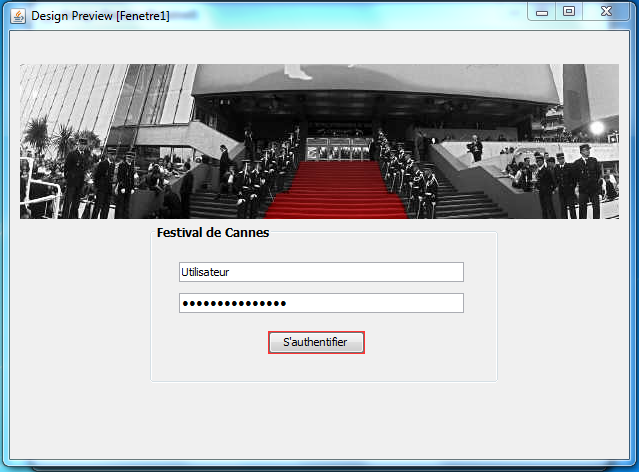 Design Preview [Fenetre1]
Festival de Cannes
Utilisateur
•••••••••••••••
S'authentifier